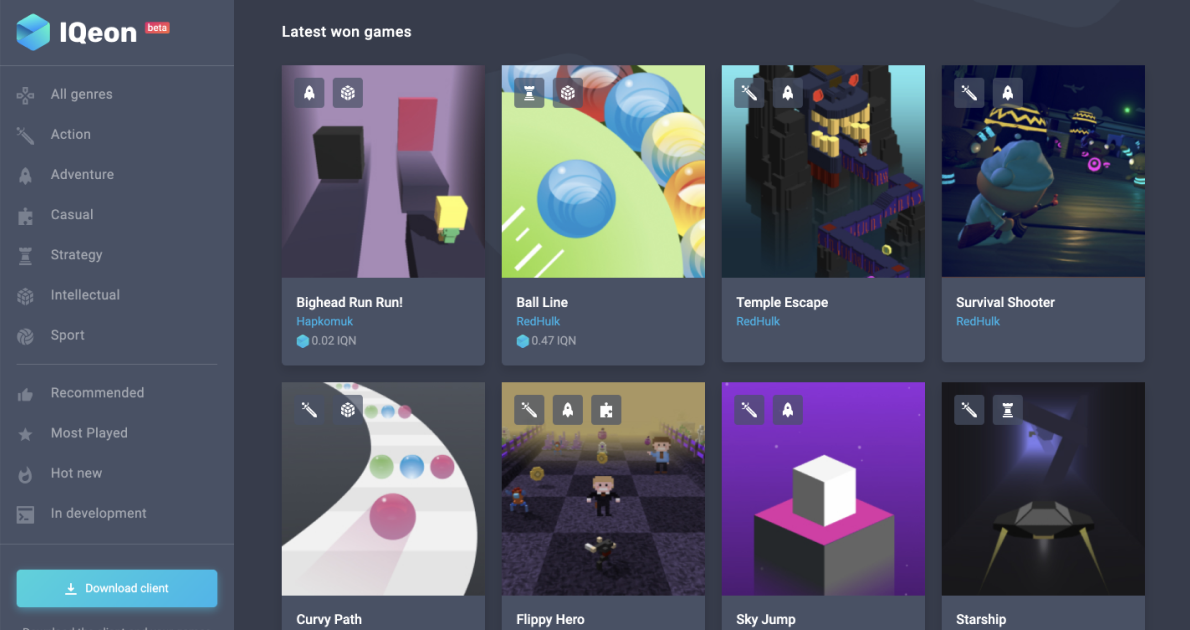 IQeon beta
All genres
Action
Adventure
Casual
Strategy
Intellectual
Sport
Recommended
Most Played
Hot new
In development
Download client
Latest won games
Bighead Run Run!
Hapkomuk
0.02 IQN
Ball Line
RedHulk
0.47 IQN
Temple Escape
RedHulk
Survival Shooter
RedHulk
Curvy Path
Flippy Hero
Sky Jump
Starship